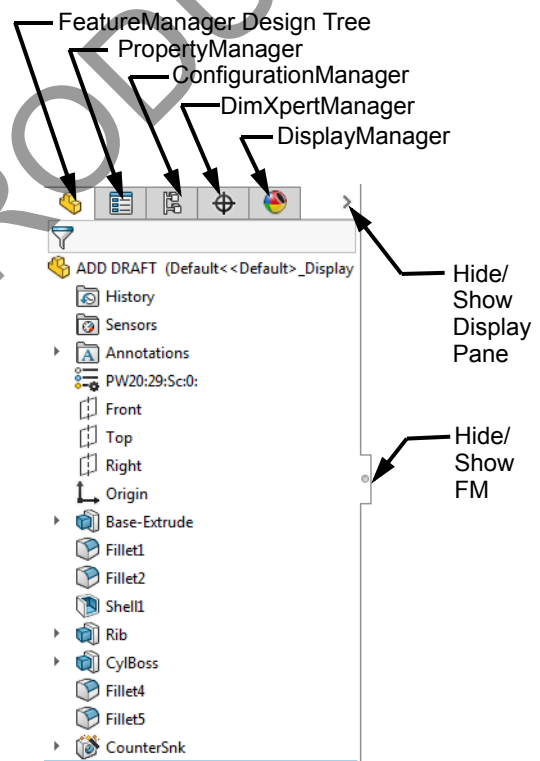 FeatureManager Design Tree
PropertyManager
ConfigurationManager
DimXpertManager
DisplayManager
ADD DRAFT (Default<<Default>_Display
History
Sensors
Annotations
PW20:29:Sc:0:
Front
Top
Right
Origin
Base-Extrude
Fillet1
Fillet2
Shell1
Rib
CylBoss
Fillet4
Fillet5
CounterSnk
Hide/
Show
Display
Pane
Hide/
Show
FM